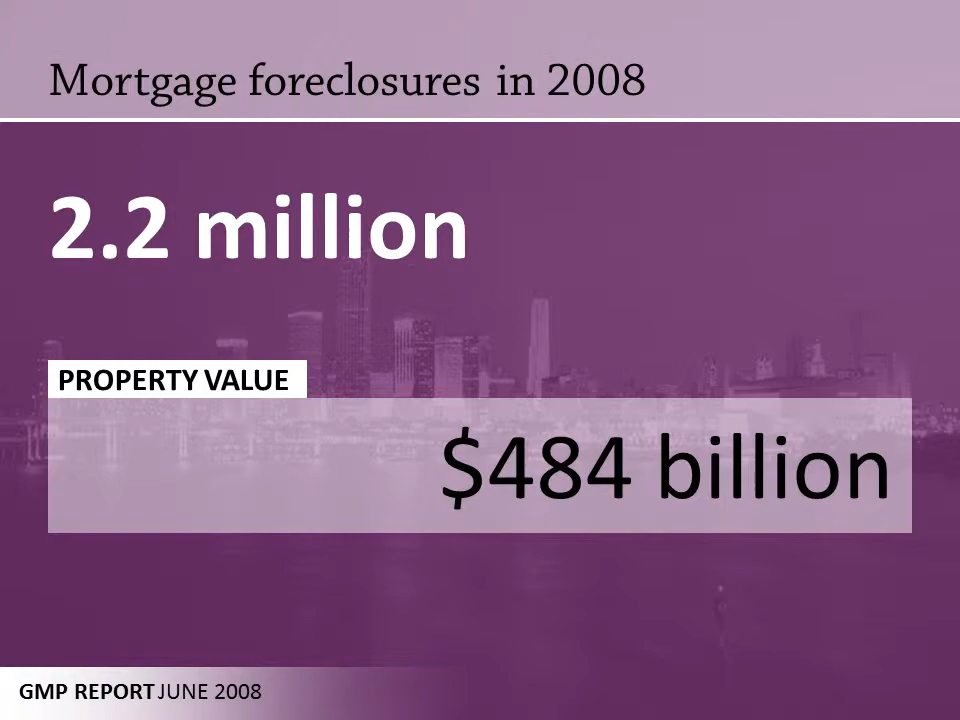 Mortgage foreclosures in 2008
2.2 million
PROPERTY VALUE
$484 billion
GMP REPORT JUNE 2008